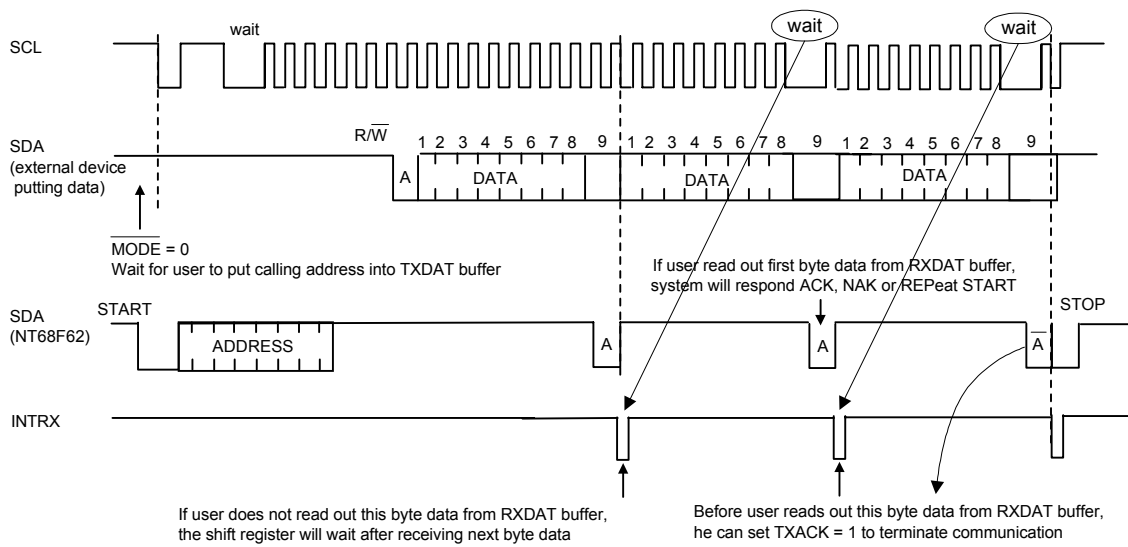 wait
wait
wait
SCL
R/W
1 2 3 4 5 6 7 8 9 1 2 3 4 5 6 7 8 9 1 2 3 4 5 6 7 8 9
SDA
(external device
putting data)
A DATA DATA DATA
MODE = 0
Wait for user to put calling address into TXDAT buffer
If user read out first byte data from RXDAT buffer,
system will respond ACK, NAK or REPeat START
START
STOP
SDA
(NT68F62)
ADDRESS
A A A
INTRX
If user does not read out this byte data from RXDAT buffer,
the shift register will wait after receiving next byte data
Before user reads out this byte data from RXDAT buffer,
he can set TXACK = 1 to terminate communication